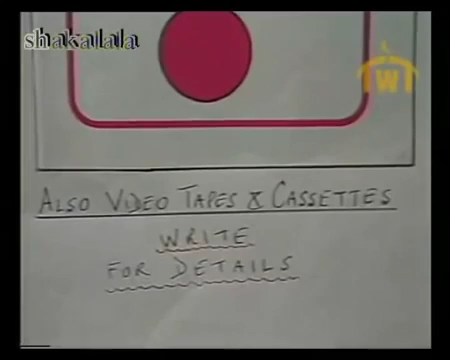 shakalala
W
ALSO VIDEO TAPES & CASSETTES
WRITE
FOR DETAILS